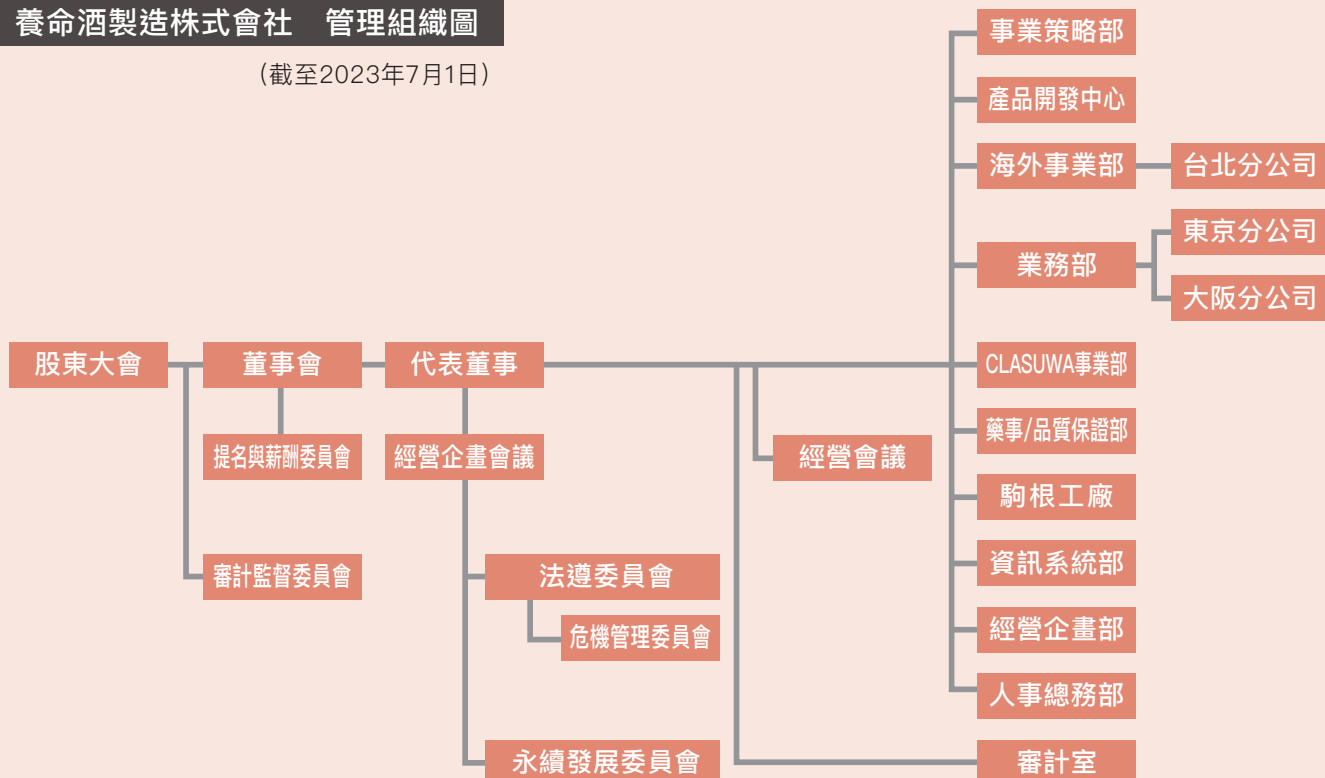 養命酒製造株式會社　管理組織圖
（截至2023年7月1日）
事業策略部
產品開發中心
海外事業部
台北分公司
業務部
東京分公司
大阪分公司
股東大會
董事會
代表董事
CLASUWA事業部
提名與薪酬委員會
經營企畫會議
經營會議
藥事/品質保證部
駒根工廠
審計監督委員會
法遵委員會
危機管理委員會
資訊系統部
經營企畫部
人事總務部
永續發展委員會
審計室